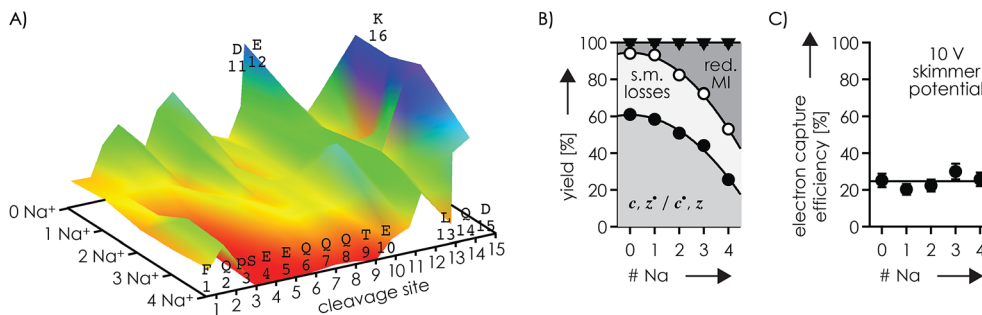 A)
K
16
D
11
E
12
0 Na⁺
1 Na⁺
2 Na⁺
3 Na⁺
4 Na⁺
F
1
Q
2
pS
3
E
4
E
5
Q
6
Q
7
Q
8
T
9
E
10
L
13
Q
14
D
15
1 2 3 4 5 6 7 8 9 10 11 12 13 14 15
cleavage site
B)
100
80
60
40
20
0
yield [%]
s.m.
losses
red.
MI
c, z• / c•, z
0 1 2 3 4
# Na
C)
100
80
60
40
20
0
electron capture
efficiency [%]
10 V
skimmer
potential
0 1 2 3 4
# Na